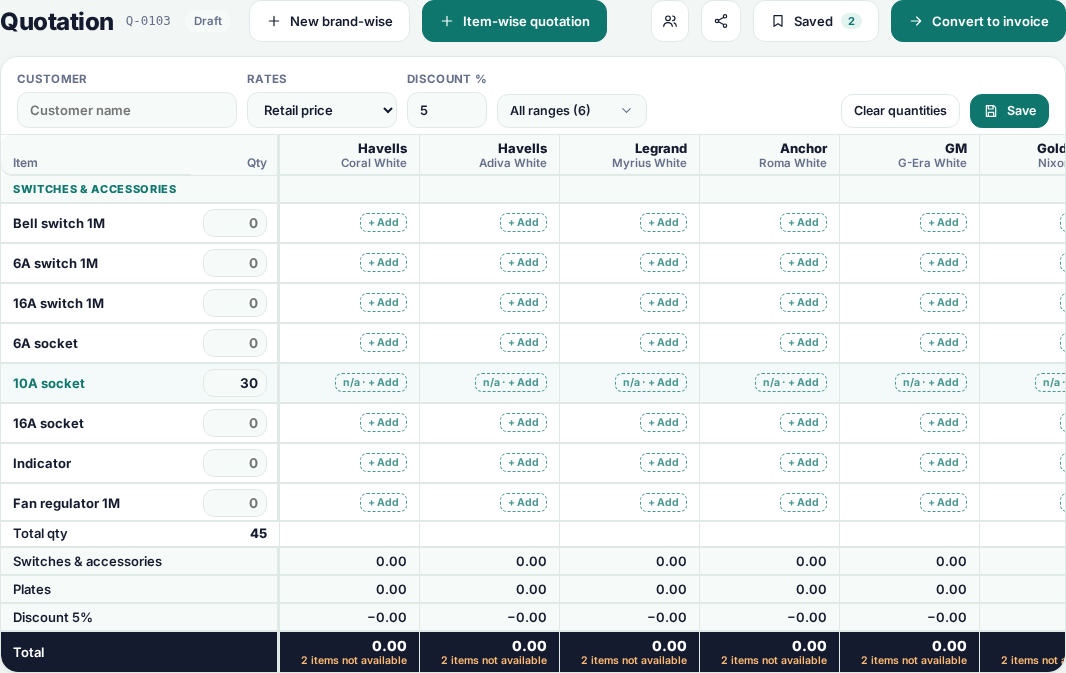 Quotation Q-0103 Draft + New brand-wise + Item-wise quotation Saved 2 → Convert to invoice
CUSTOMER RATES DISCOUNT %
Customer name Retail price 5 All ranges (6) Clear quantities Save
Havells Havells Legrand Anchor GM Gold
Item Qty Coral White Adiva White Myrius White Roma White G-Era White Nixo
SWITCHES & ACCESSORIES
Bell switch 1M 0 + Add + Add + Add + Add + Add
6A switch 1M 0 + Add + Add + Add + Add + Add
16A switch 1M 0 + Add + Add + Add + Add + Add
6A socket 0 + Add + Add + Add + Add + Add
10A socket 30 n/a · + Add n/a · + Add n/a · + Add n/a · + Add n/a · + Add n/a ·
16A socket 0 + Add + Add + Add + Add + Add
Indicator 0 + Add + Add + Add + Add + Add
Fan regulator 1M 0 + Add + Add + Add + Add + Add
Total qty 45
Switches & accessories 0.00 0.00 0.00 0.00 0.00
Plates 0.00 0.00 0.00 0.00 0.00
Discount 5% −0.00 −0.00 −0.00 −0.00 −0.00
Total 0.00 0.00 0.00 0.00 0.00
2 items not available 2 items not available 2 items not available 2 items not available 2 items not available 2 items not a